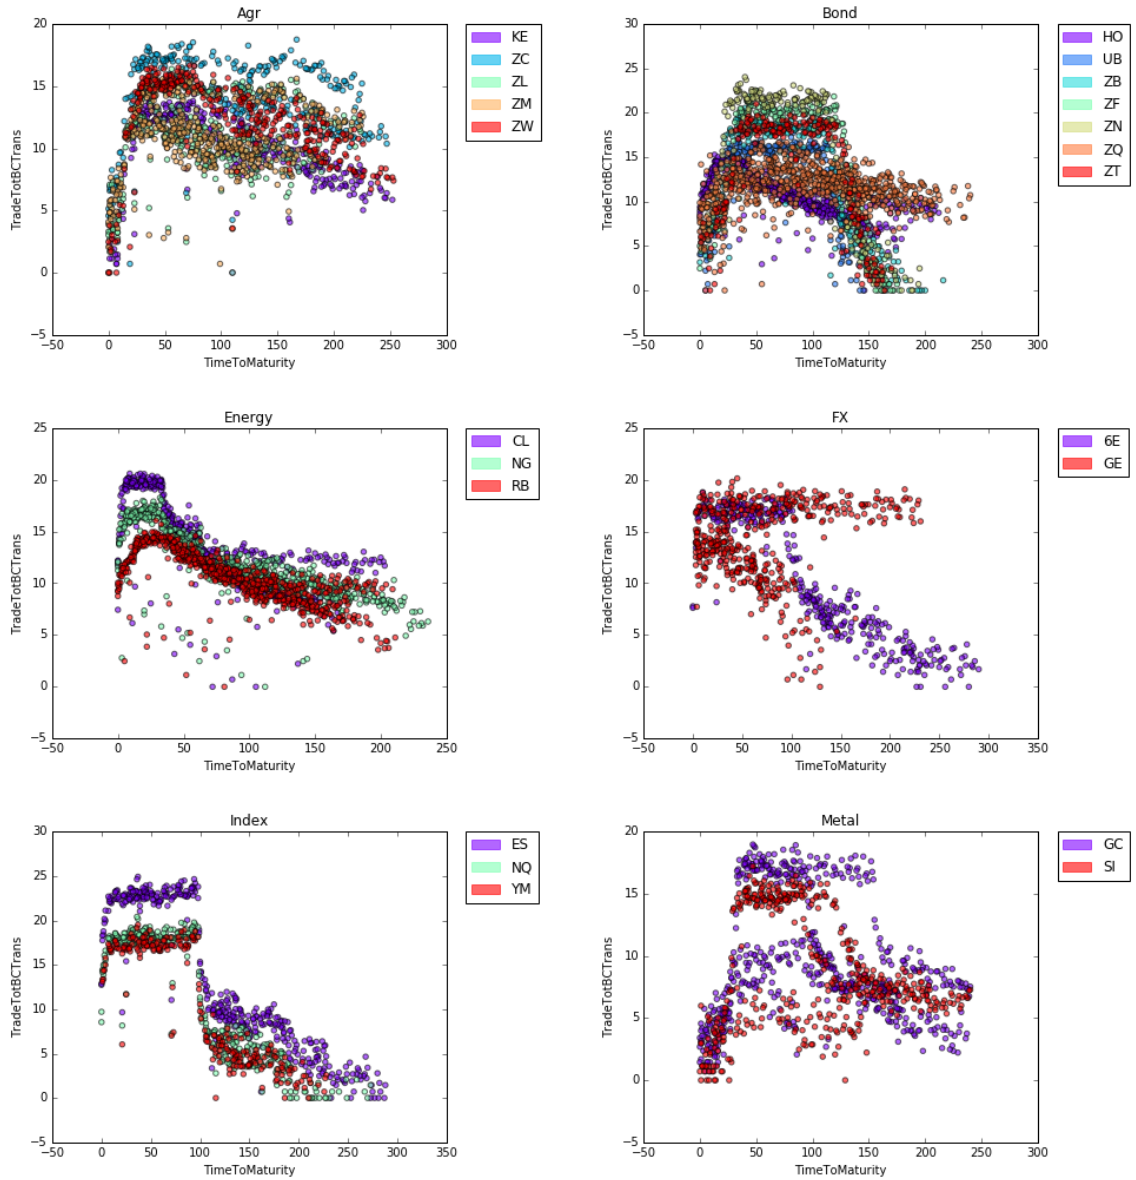 Agr
20
15
10
5
0
−5
−50 0 50 100 150 200 250 300
TradeTotBCTrans
TimeToMaturity
KE
ZC
ZL
ZM
ZW
Bond
30
25
20
15
10
5
0
−5
−50 0 50 100 150 200 250 300
TradeTotBCTrans
TimeToMaturity
HO
UB
ZB
ZF
ZN
ZQ
ZT
Energy
25
20
15
10
5
0
−5
−50 0 50 100 150 200 250
TradeTotBCTrans
TimeToMaturity
CL
NG
RB
FX
25
20
15
10
5
0
−5
−50 0 50 100 150 200 250 300 350
TradeTotBCTrans
TimeToMaturity
6E
GE
Index
30
25
20
15
10
5
0
−5
−50 0 50 100 150 200 250 300 350
TradeTotBCTrans
TimeToMaturity
ES
NQ
YM
Metal
20
15
10
5
0
−5
−50 0 50 100 150 200 250 300
TradeTotBCTrans
TimeToMaturity
GC
SI